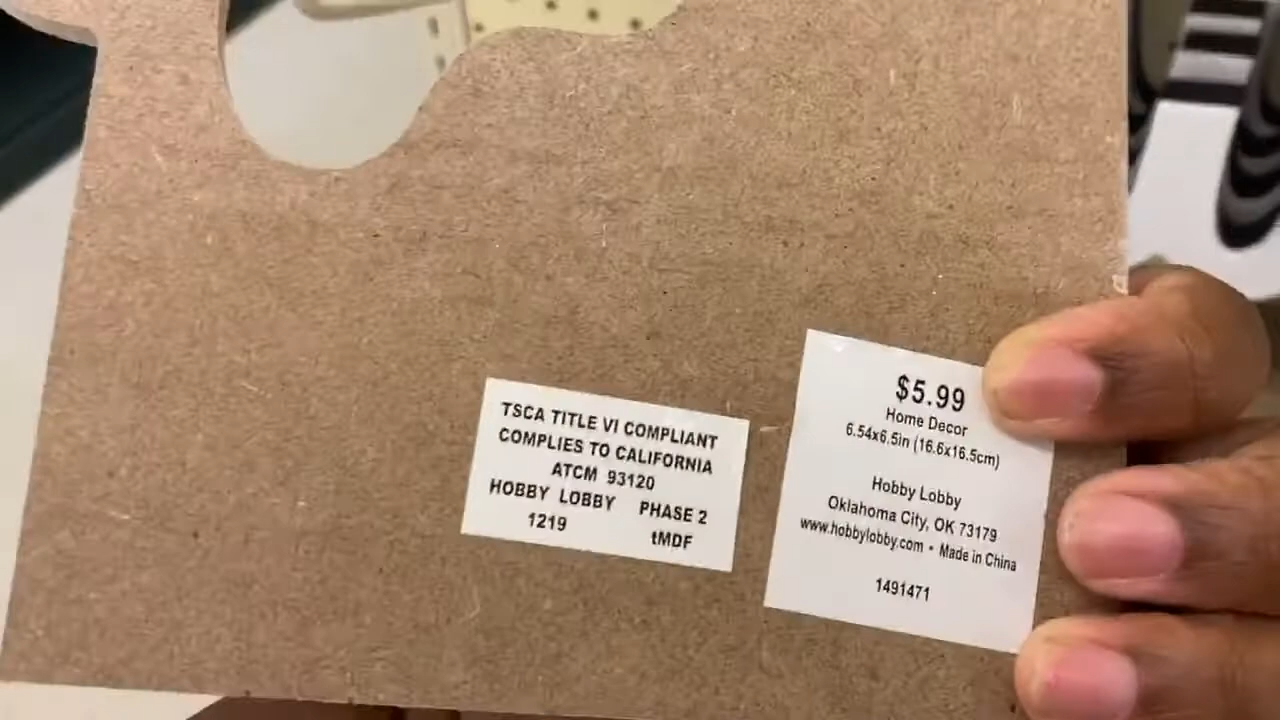 TSCA TITLE VI COMPLIANT
COMPLIES TO CALIFORNIA
ATCM 93120
HOBBY LOBBY PHASE 2
1219 tMDF
$5.99
Home Decor
6.54x6.5in (16.6x16.5cm)
Hobby Lobby
Oklahoma City, OK 73179
www.hobbylobby.com • Made in China
1491471